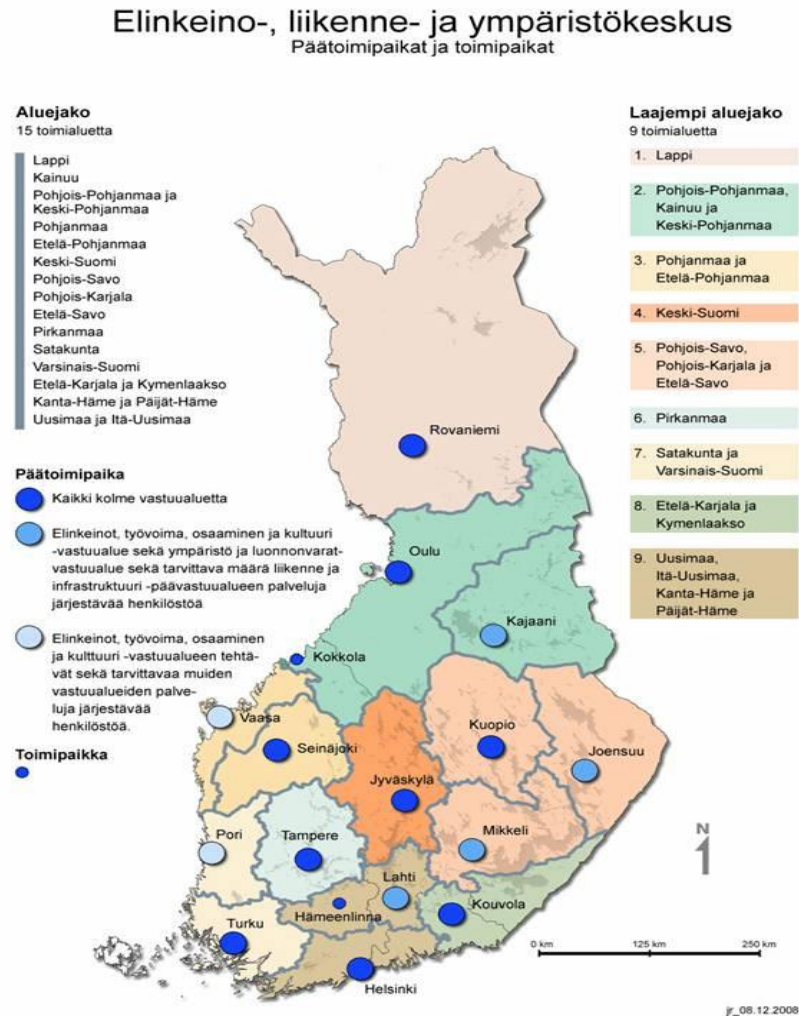 Elinkeino-, liikenne- ja ympäristökeskus
Päätoimipaikat ja toimipaikat
Aluejako
15 toimialuetta
Lappi
Kainuu
Pohjois-Pohjanmaa ja
Keski-Pohjanmaa
Pohjanmaa
Etelä-Pohjanmaa
Keski-Suomi
Pohjois-Savo
Pohjois-Karjala
Etelä-Savo
Pirkanmaa
Satakunta
Varsinais-Suomi
Etelä-Karjala ja Kymenlaakso
Kanta-Häme ja Päijät-Häme
Uusimaa ja Itä-Uusimaa
Päätoimipaika
Kaikki kolme vastuualuetta
Elinkeinot, työvoima, osaaminen ja kultuuri
-vastuualue sekä ympäristö ja luonnonvarat-
vastuualue sekä tarvittava määrä liikenne ja
infrastruktuuri -päävastuualueen palveluja
järjestävää henkilöstöä
Elinkeinot, työvoima, osaaminen
ja kulttuuri -vastuualueen tehtä-
vät sekä tarvittavaa muiden
vastuualueiden palve-
luja järjestävää
henkilöstöä.
Toimipaikka
Laajempi aluejako
9 toimialuetta
1. Lappi
2. Pohjois-Pohjanmaa,
Kainuu ja
Keski-Pohjanmaa
3. Pohjanmaa ja
Etelä-Pohjanmaa
4. Keski-Suomi
5. Pohjois-Savo,
Pohjois-Karjala ja
Etelä-Savo
6. Pirkanmaa
7. Satakunta ja
Varsinais-Suomi
8. Etelä-Karjala ja
Kymenlaakso
9. Uusimaa,
Itä-Uusimaa,
Kanta-Häme ja
Päijät-Häme
Rovaniemi
Oulu
Kajaani
Kokkola
Vaasa
Seinäjoki
Kuopio
Joensuu
Jyväskylä
Pori
Tampere
Mikkeli
Lahti
Hämeenlinna
Kouvola
Turku
Helsinki
N
0 km 125 km 250 km
jr_08.12.2008